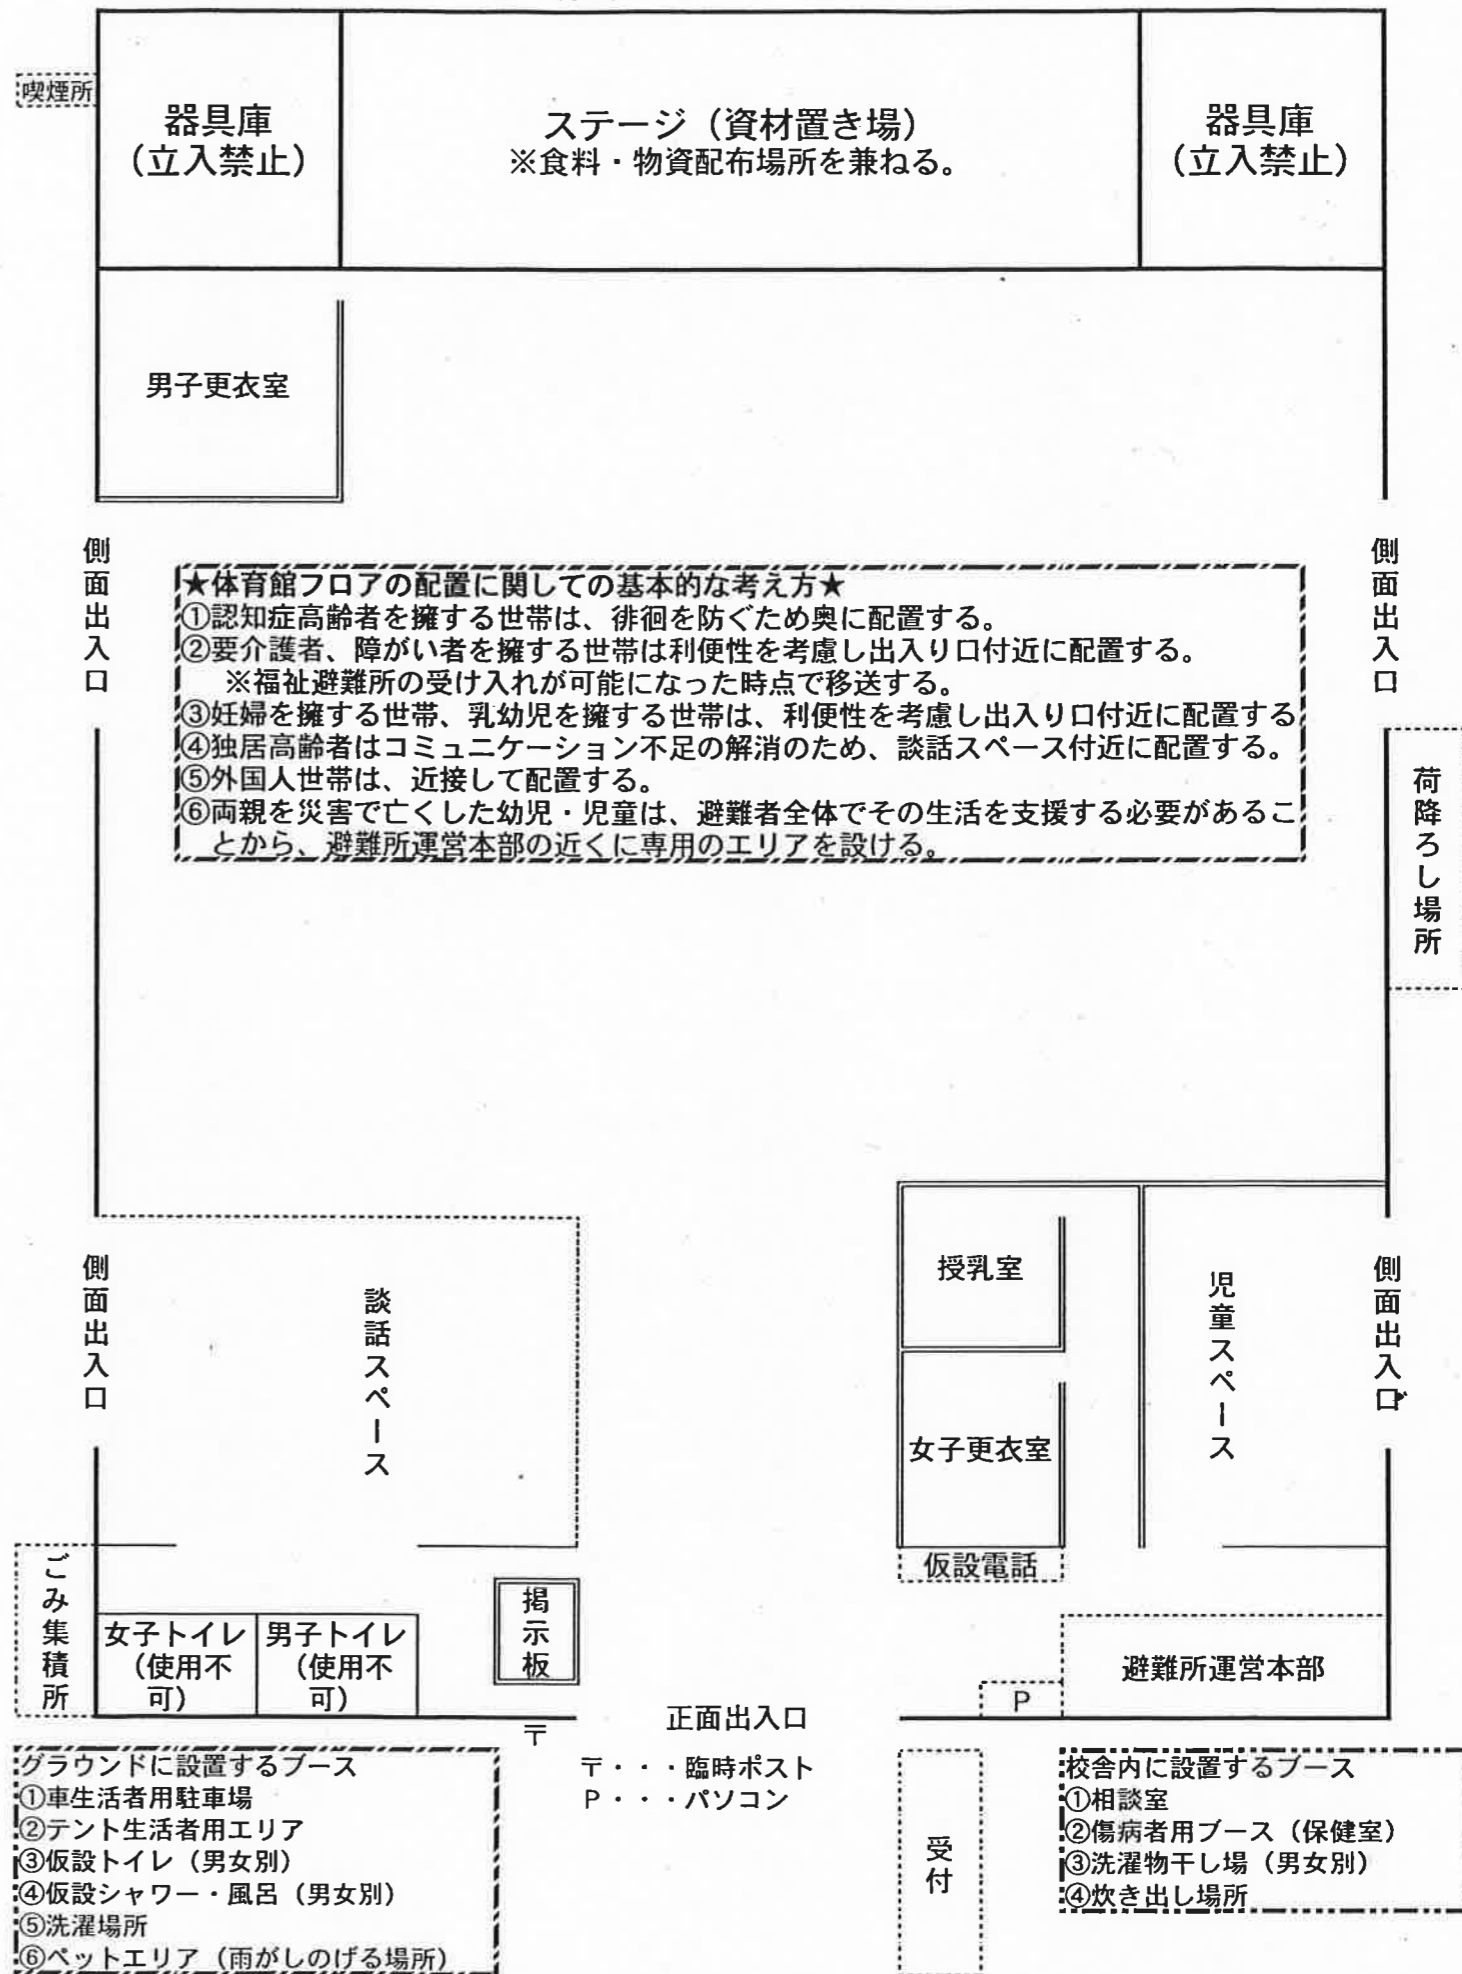 喫煙所
器具庫
（立入禁止）
ステージ（資材置き場）
※食料・物資配布場所を兼ねる。
器具庫
（立入禁止）
男子更衣室
側面出入口
側面出入口
★体育館フロアの配置に関しての基本的な考え方★
①認知症高齢者を擁する世帯は、徘徊を防ぐため奥に配置する。
②要介護者、障がい者を擁する世帯は利便性を考慮し出入り口付近に配置する。
※福祉避難所の受け入れが可能になった時点で移送する。
③妊婦を擁する世帯、乳幼児を擁する世帯は、利便性を考慮し出入り口付近に配置する
④独居高齢者はコミュニケーション不足の解消のため、談話スペース付近に配置する。
⑤外国人世帯は、近接して配置する。
⑥両親を災害で亡くした幼児・児童は、避難者全体でその生活を支援する必要があるこ
とから、避難所運営本部の近くに専用のエリアを設ける。
荷降ろし場所
側面出入口
談話スペース
授乳室
児童スペース
側面出入口
女子更衣室
仮設電話
ごみ集積所
女子トイレ
（使用不
可）
男子トイレ
（使用不
可）
掲示板
避難所運営本部
P
正面出入口
〒
〒・・・臨時ポスト
P・・・パソコン
グラウンドに設置するブース
①車生活者用駐車場
②テント生活者用エリア
③仮設トイレ（男女別）
④仮設シャワー・風呂（男女別）
⑤洗濯場所
⑥ペットエリア（雨がしのげる場所）
受付
校舎内に設置するブース
①相談室
②傷病者用ブース（保健室）
③洗濯物干し場（男女別）
④炊き出し場所